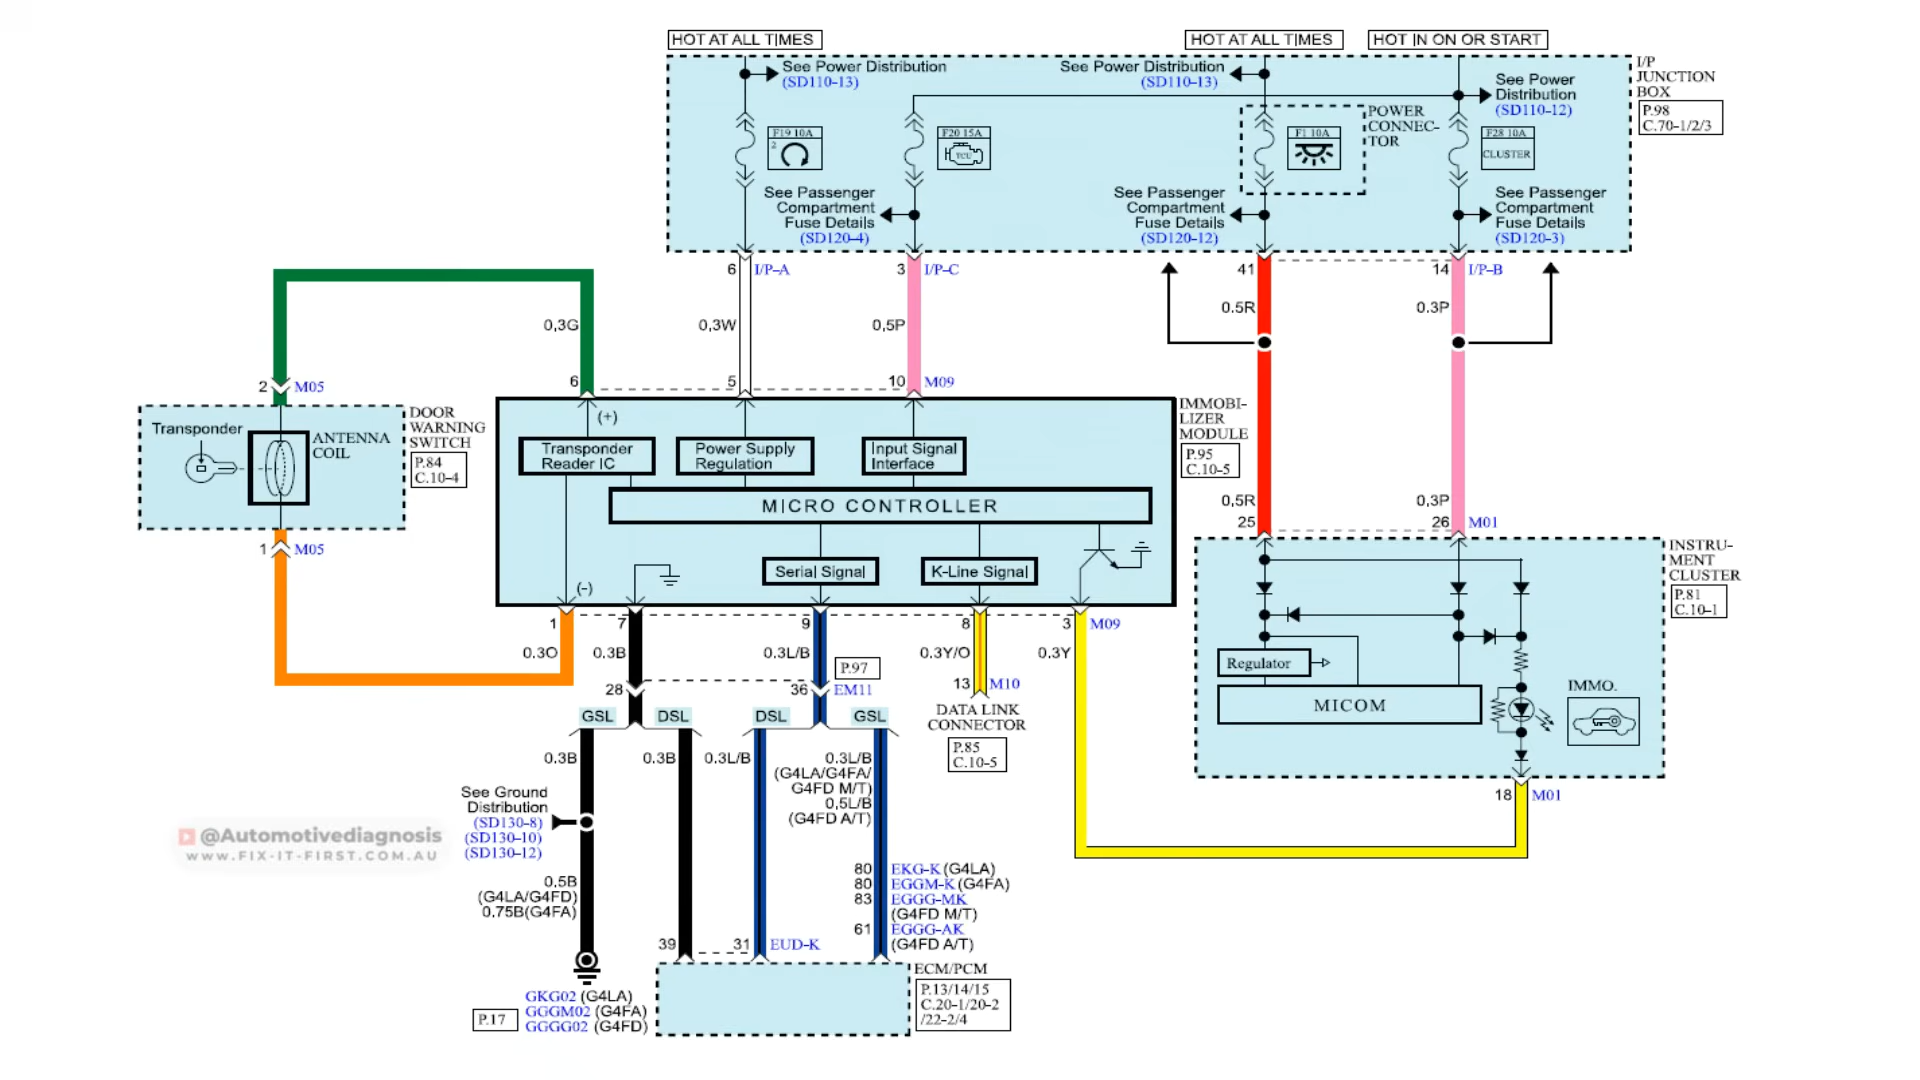 HOT AT ALL TIMES
HOT AT ALL TIMES
HOT IN ON OR START
See Power Distribution
(SD110-13)
See Power Distribution
(SD110-13)
See Power
Distribution
(SD110-12)
I/P
JUNCTION
BOX
P.98
C.70-1/2/3
F19 10A
2
F20 15A
TCU
F1 10A
POWER
CONNEC-
TOR
F28 10A
CLUSTER
See Passenger
Compartment
Fuse Details
(SD120-4)
See Passenger
Compartment
Fuse Details
(SD120-12)
See Passenger
Compartment
Fuse Details
(SD120-3)
6 I/P-A
3 I/P-C
41
14 I/P-B
0,3G
0,3W
0,5P
0.5R
0.3P
2 M05
6
5
10 M09
DOOR
WARNING
SWITCH
P.84
C.10-4
Transponder
ANTENNA
COIL
1 M05
IMMOBI-
LIZER
MODULE
P.95
C.10-5
(+)
Transponder
Reader IC
Power Supply
Regulation
Input Signal
Interface
MICRO CONTROLLER
Serial Signal
K-Line Signal
(-)
0,5R
0,3P
25
26 M01
INSTRU-
MENT
CLUSTER
P.81
C.10-1
Regulator
MICOM
IMMO.
18 M01
1
7
9
8
3 M09
0.3O
0.3B
0.3L/B
0.3Y/O
0.3Y
P.97
28
36 EM11
13 M10
DATA LINK
CONNECTOR
P.85
C.10-5
GSL
DSL
DSL
GSL
0.3B
0.3B
0.3L/B
0.3L/B
(G4LA/G4FA/
G4FD M/T)
0,5L/B
(G4FD A/T)
See Ground
Distribution
(SD130-8)
(SD130-10)
(SD130-12)
@Automotivediagnosis
WWW.FIX-IT-FIRST.COM.AU
0.5B
(G4LA/G4FD)
0.75B(G4FA)
80 EKG-K (G4LA)
80 EGGM-K (G4FA)
83 EGGG-MK
(G4FD M/T)
61 EGGG-AK
(G4FD A/T)
39
31 EUD-K
ECM/PCM
P.13/14/15
C.20-1/20-2
/22-2/4
P.17
GKG02 (G4LA)
GGGM02 (G4FA)
GGGG02 (G4FD)